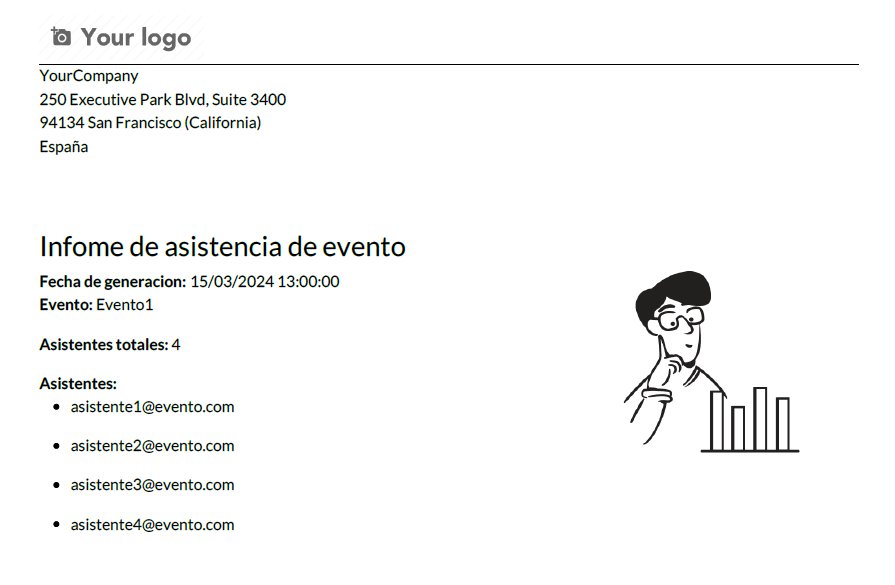 Your logo
YourCompany
250 Executive Park Blvd, Suite 3400
94134 San Francisco (California)
España
Infome de asistencia de evento
Fecha de generacion: 15/03/2024 13:00:00
Evento: Evento1
Asistentes totales: 4
Asistentes:
• asistente1@evento.com
• asistente2@evento.com
• asistente3@evento.com
• asistente4@evento.com